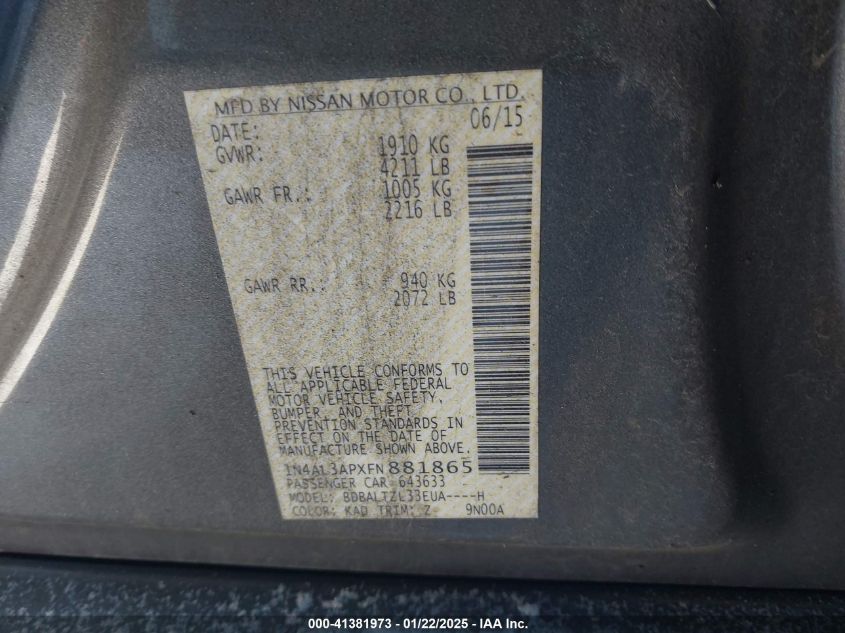 MFD BY NISSAN MOTOR CO., LTD.
DATE: 06/15
GVWR: 1910 KG
4211 LB
GAWR FR.: 1005 KG
2216 LB
GAWR RR.: 940 KG
2072 LB
THIS VEHICLE CONFORMS TO
ALL APPLICABLE FEDERAL
MOTOR VEHICLE SAFETY,
BUMPER, AND THEFT
PREVENTION STANDARDS IN
EFFECT ON THE DATE OF
MANUFACTURE SHOWN ABOVE.
1N4AL3APXFN881865
PASSENGER CAR 643633
MODEL: BDBALTZL33EUA----H
COLOR: KAD TRIM: Z 9N00A
000-41381973 - 01/22/2025 - IAA Inc.